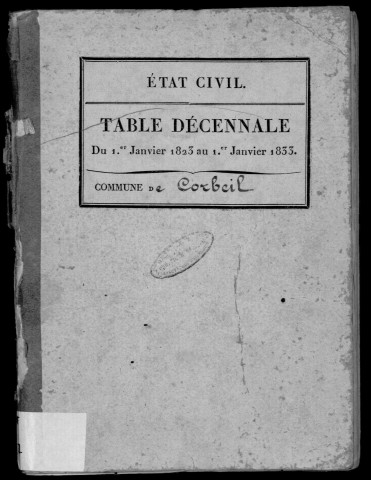 ÉTAT CIVIL.
TABLE DÉCENNALE
Du 1.er Janvier 1823 au 1.er Janvier 1833.
COMMUNE De Corbeil